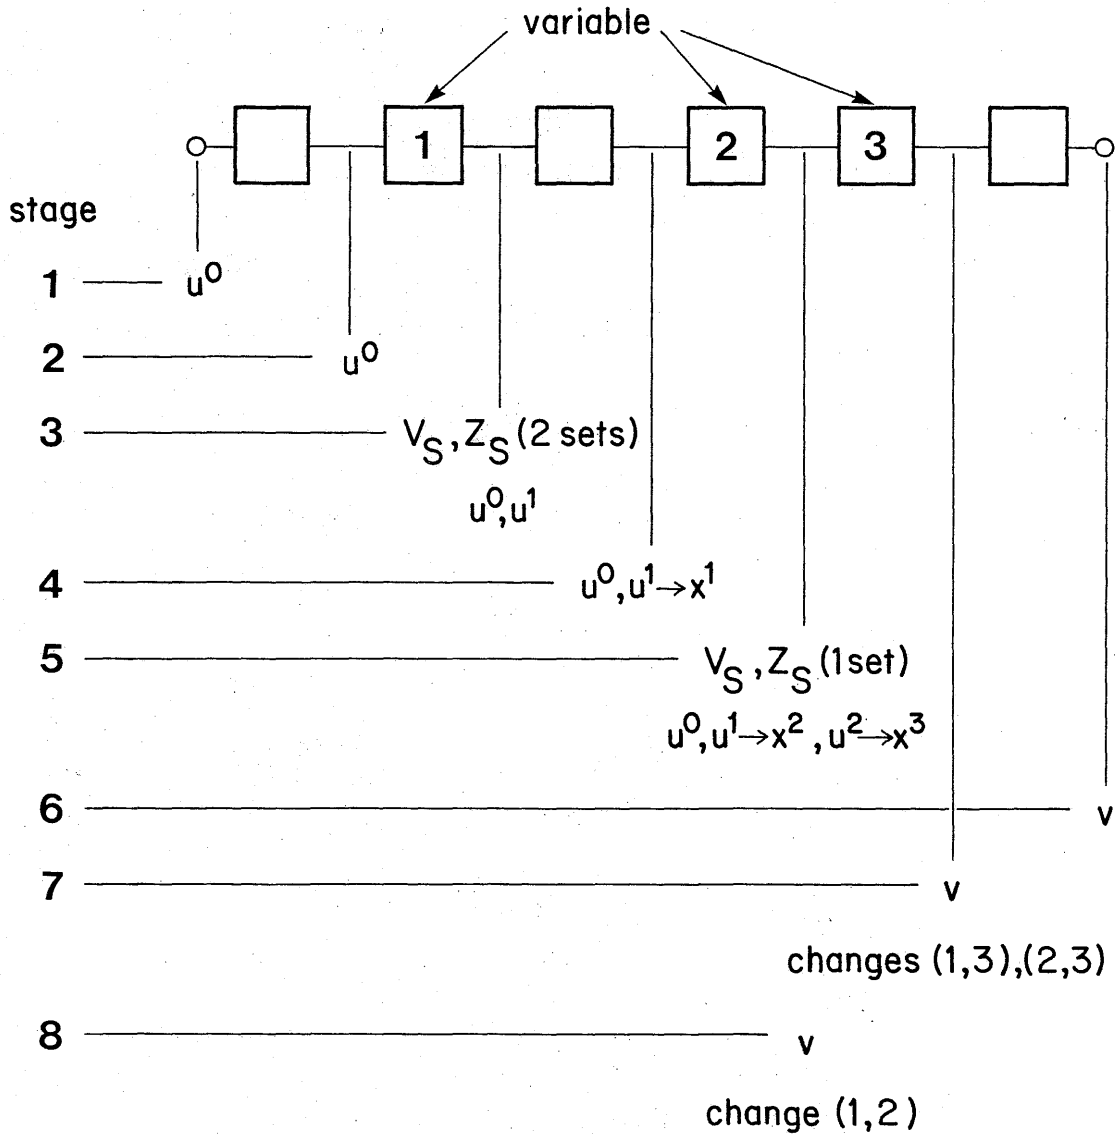 variable
1 2 3
stage
1 u⁰
2 u⁰
3 V_S, Z_S (2 sets)
u⁰, u¹
4 u⁰, u¹→x¹
5 V_S, Z_S (1 set)
u⁰, u¹→x², u²→x³
6 v
7 v
changes (1,3),(2,3)
8 v
change (1,2)